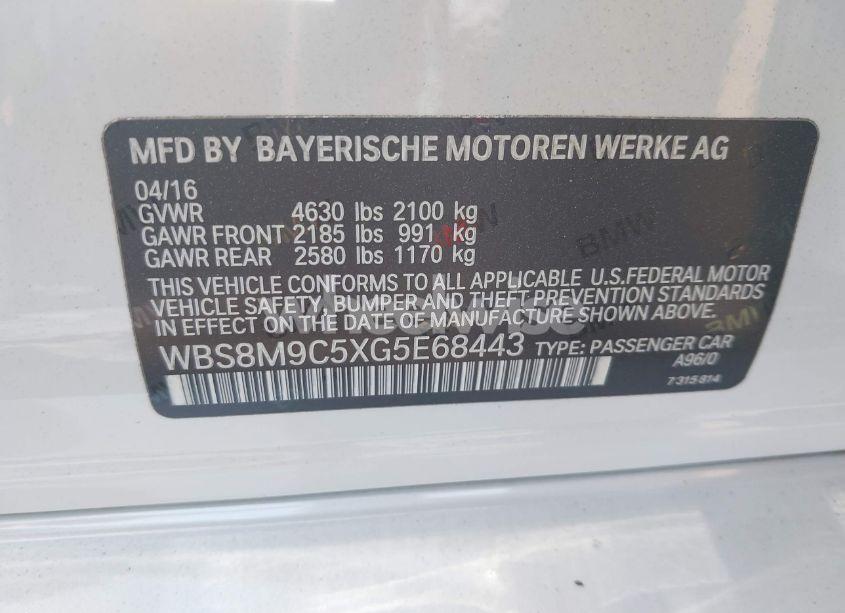 MFD BY BAYERISCHE MOTOREN WERKE AG
04/16
GVWR 4630 lbs 2100 kg
GAWR FRONT 2185 lbs 991 kg
GAWR REAR 2580 lbs 1170 kg
THIS VEHICLE CONFORMS TO ALL APPLICABLE U.S.FEDERAL MOTOR
VEHICLE SAFETY, BUMPER AND THEFT PREVENTION STANDARDS
IN EFFECT ON THE DATE OF MANUFACTURE SHOWN ABOVE.
WBS8M9C5XG5E68443 TYPE: PASSENGER CAR
A96/0
7315814
BMW
BMW